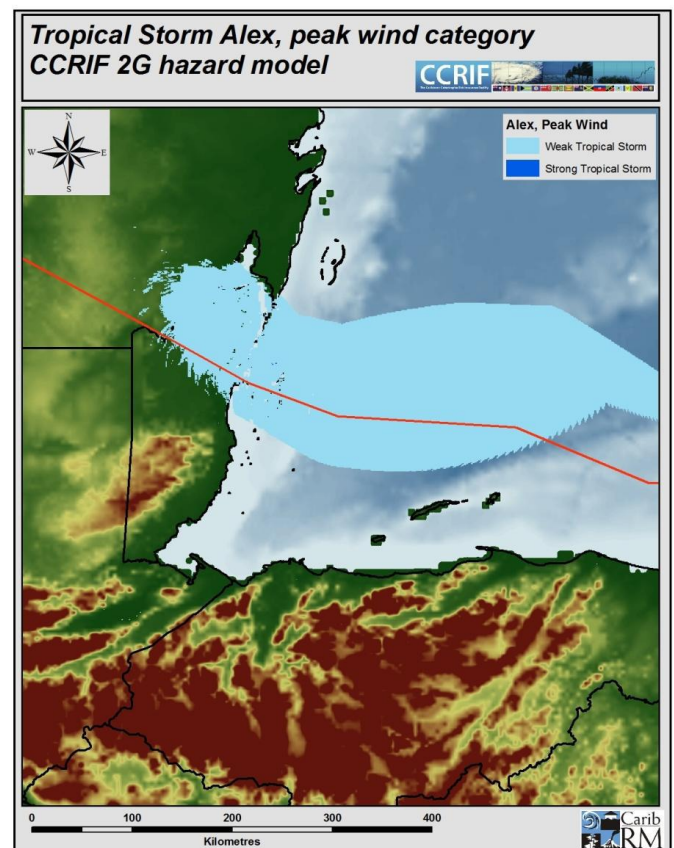 Tropical Storm Alex, peak wind category
CCRIF 2G hazard model
CCRIF
N
W E
S
Alex, Peak Wind
Weak Tropical Storm
Strong Tropical Storm
0 100 200 300 400
Kilometres
Carib
RM